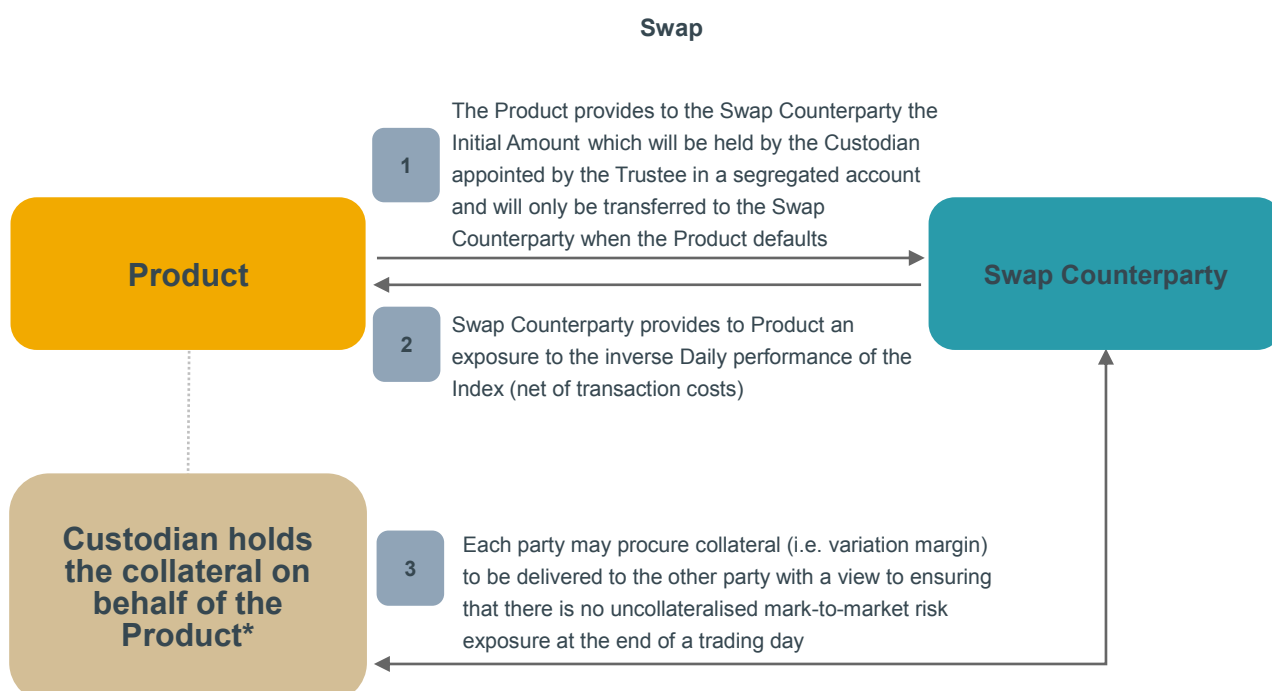 Swap
1
The Product provides to the Swap Counterparty the
Initial Amount which will be held by the Custodian
appointed by the Trustee in a segregated account
and will only be transferred to the Swap
Counterparty when the Product defaults
Product
Swap Counterparty
2
Swap Counterparty provides to Product an
exposure to the inverse Daily performance of the
Index (net of transaction costs)
Custodian holds
the collateral on
behalf of the
Product*
3
Each party may procure collateral (i.e. variation margin)
to be delivered to the other party with a view to ensuring
that there is no uncollateralised mark-to-market risk
exposure at the end of a trading day